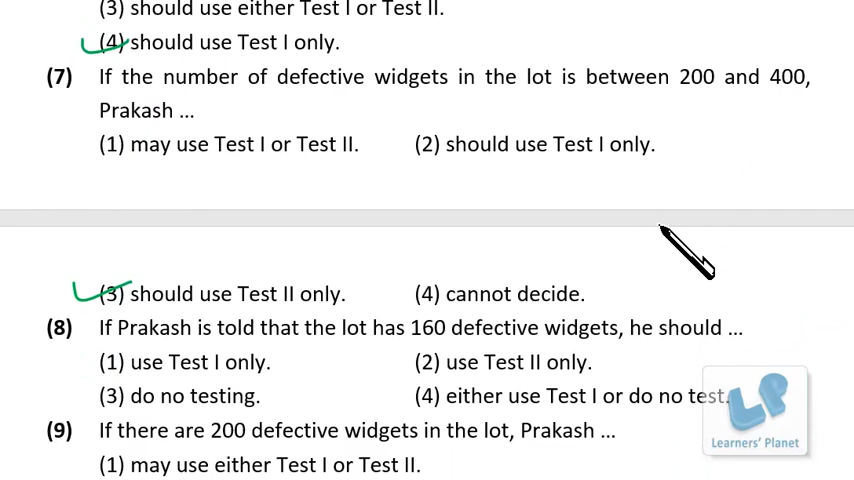 (3) should use either Test I or Test II.
(4) should use Test I only.
(7) If the number of defective widgets in the lot is between 200 and 400,
Prakash ...
(1) may use Test I or Test II. (2) should use Test I only.
(3) should use Test II only. (4) cannot decide.
(8) If Prakash is told that the lot has 160 defective widgets, he should ...
(1) use Test I only. (2) use Test II only.
(3) do no testing. (4) either use Test I or do no test.
(9) If there are 200 defective widgets in the lot, Prakash ...
(1) may use either Test I or Test II.
LP
Learners' Planet